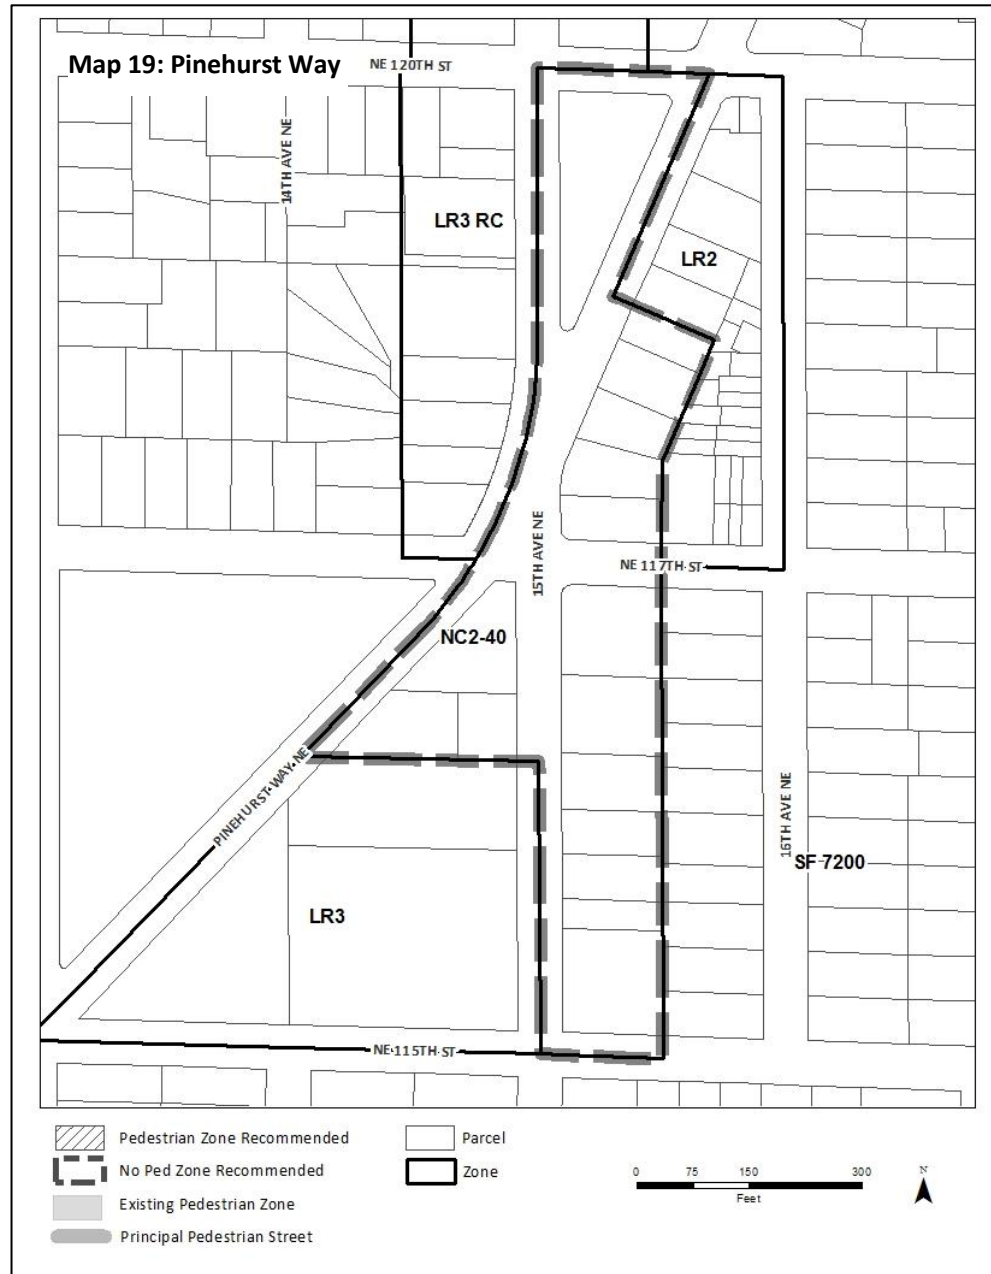 Map 19: Pinehurst Way
NE 120TH ST
14TH AVE NE
LR3 RC
LR2
15TH AVE NE
NE 117TH ST
NC2-40
PINEHURST WAY NE
16TH AVE NE
SF 7200
LR3
NE 115TH ST
Pedestrian Zone Recommended
No Ped Zone Recommended
Existing Pedestrian Zone
Principal Pedestrian Street
Parcel
Zone
0 75 150 300
Feet
N